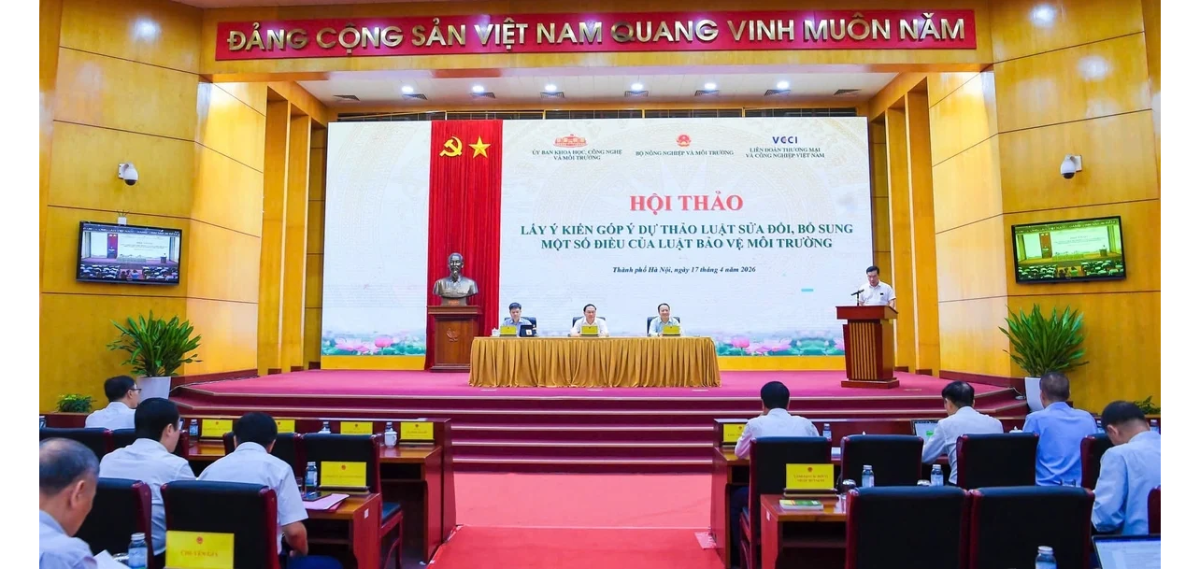 ĐẢNG CỘNG SẢN VIỆT NAM QUANG VINH MUÔN NĂM
ỦY BAN KHOA HỌC, CÔNG NGHỆ
VÀ MÔI TRƯỜNG
BỘ NÔNG NGHIỆP VÀ MÔI TRƯỜNG
VCCI
LIÊN ĐOÀN THƯƠNG MẠI
VÀ CÔNG NGHIỆP VIỆT NAM
HỘI THẢO
LẤY Ý KIẾN GÓP Ý DỰ THẢO LUẬT SỬA ĐỔI, BỔ SUNG
MỘT SỐ ĐIỀU CỦA LUẬT BẢO VỆ MÔI TRƯỜNG
Thành phố Hà Nội, ngày 17 tháng 4 năm 2026
CHUYÊN GIA